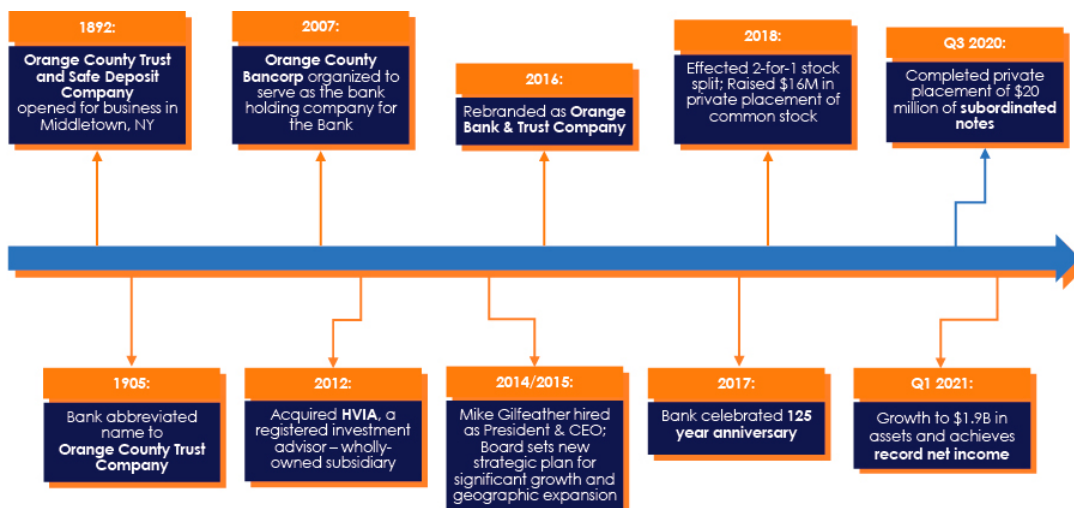 1892:
Orange County Trust
and Safe Deposit
Company
opened for business in
Middletown, NY
2007:
Orange County
Bancorp organized to
serve as the bank
holding company for
the Bank
2016:
Rebranded as Orange
Bank & Trust Company
2018:
Effected 2-for-1 stock
split; Raised $16M in
private placement of
common stock
Q3 2020:
Completed private
placement of $20
million of subordinated
notes
1905:
Bank abbreviated
name to
Orange County Trust
Company
2012:
Acquired HVIA, a
registered investment
advisor – wholly-
owned subsidiary
2014/2015:
Mike Gilfeather hired
as President & CEO;
Board sets new
strategic plan for
significant growth and
geographic expansion
2017:
Bank celebrated 125
year anniversary
Q1 2021:
Growth to $1.9B in
assets and achieves
record net income